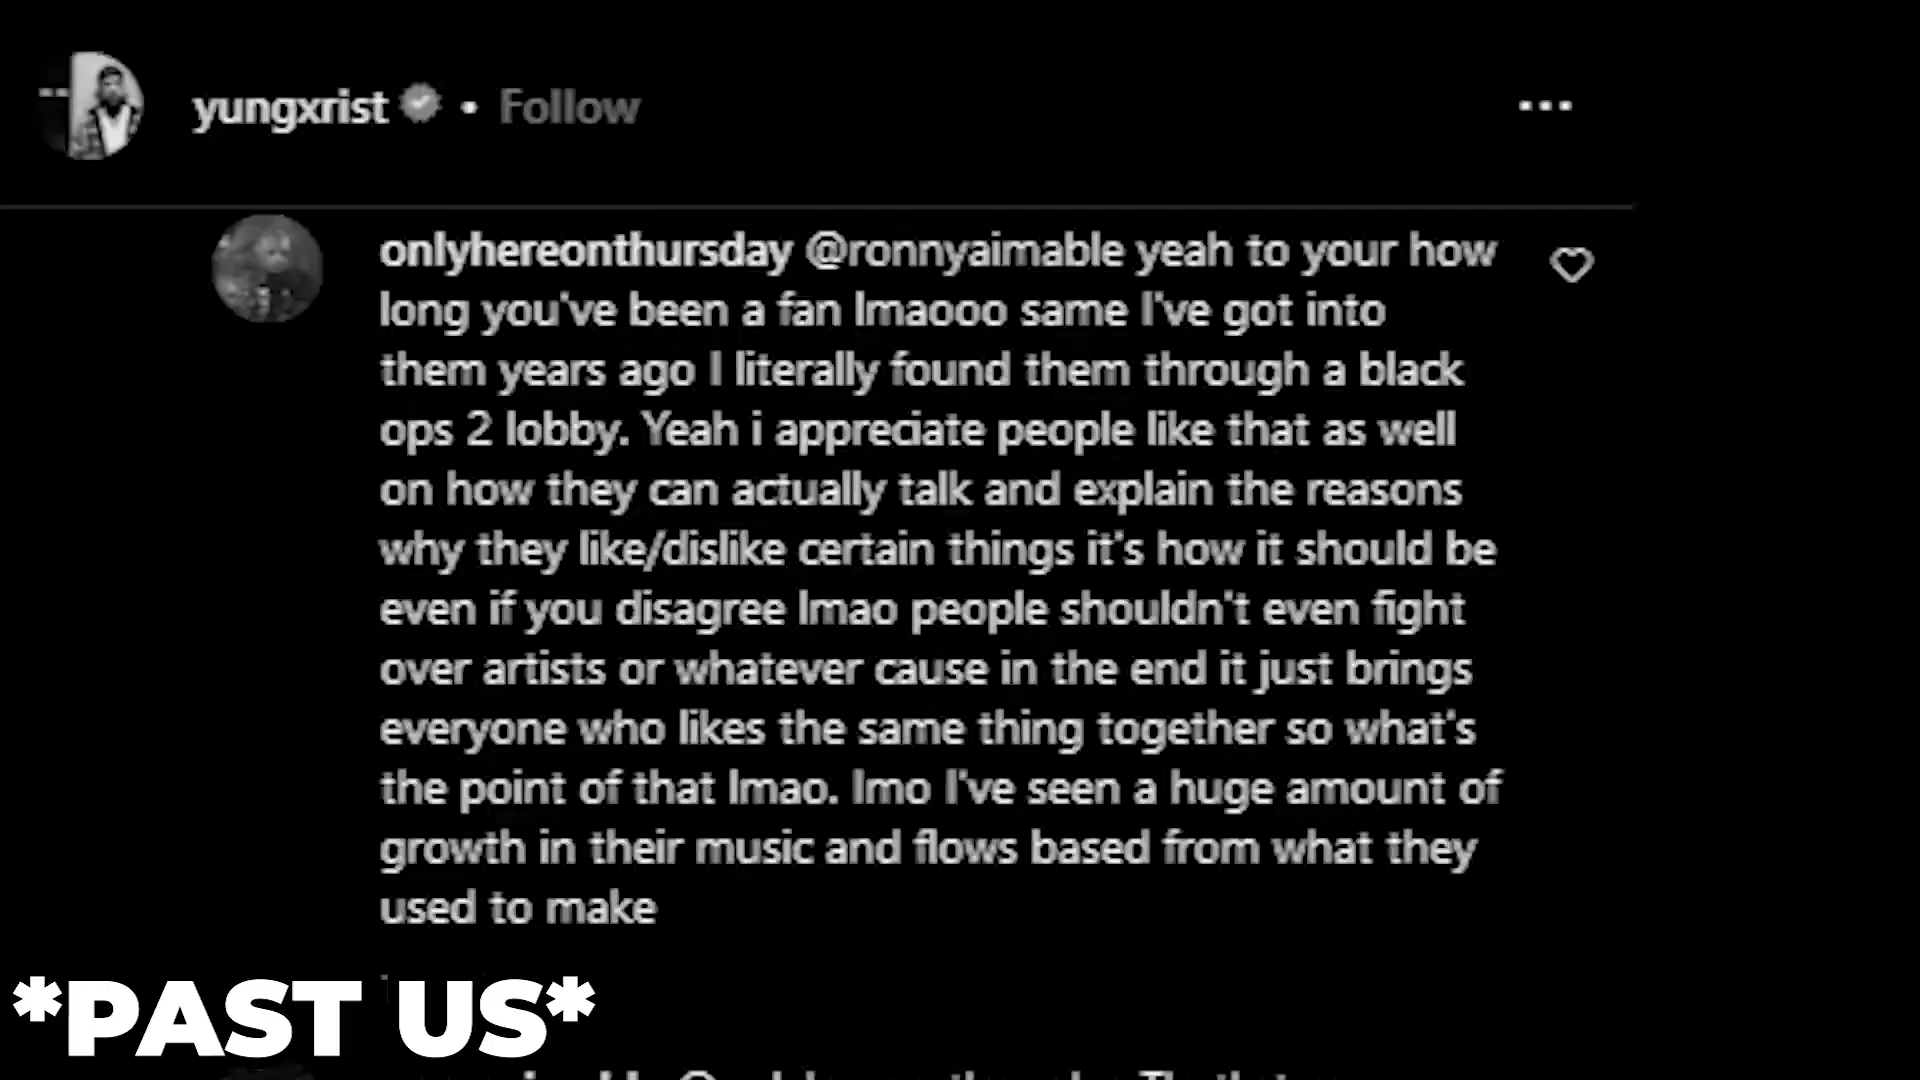 yungxrist • Follow
onlyhereonthursday @ronnyaimable yeah to your how
long you've been a fan lmaooo same I've got into
them years ago I literally found them through a black
ops 2 lobby. Yeah i appreciate people like that as well
on how they can actually talk and explain the reasons
why they like/dislike certain things it's how it should be
even if you disagree lmao people shouldn't even fight
over artists or whatever cause in the end it just brings
everyone who likes the same thing together so what's
the point of that lmao. Imo I've seen a huge amount of
growth in their music and flows based from what they
used to make
*PAST US*